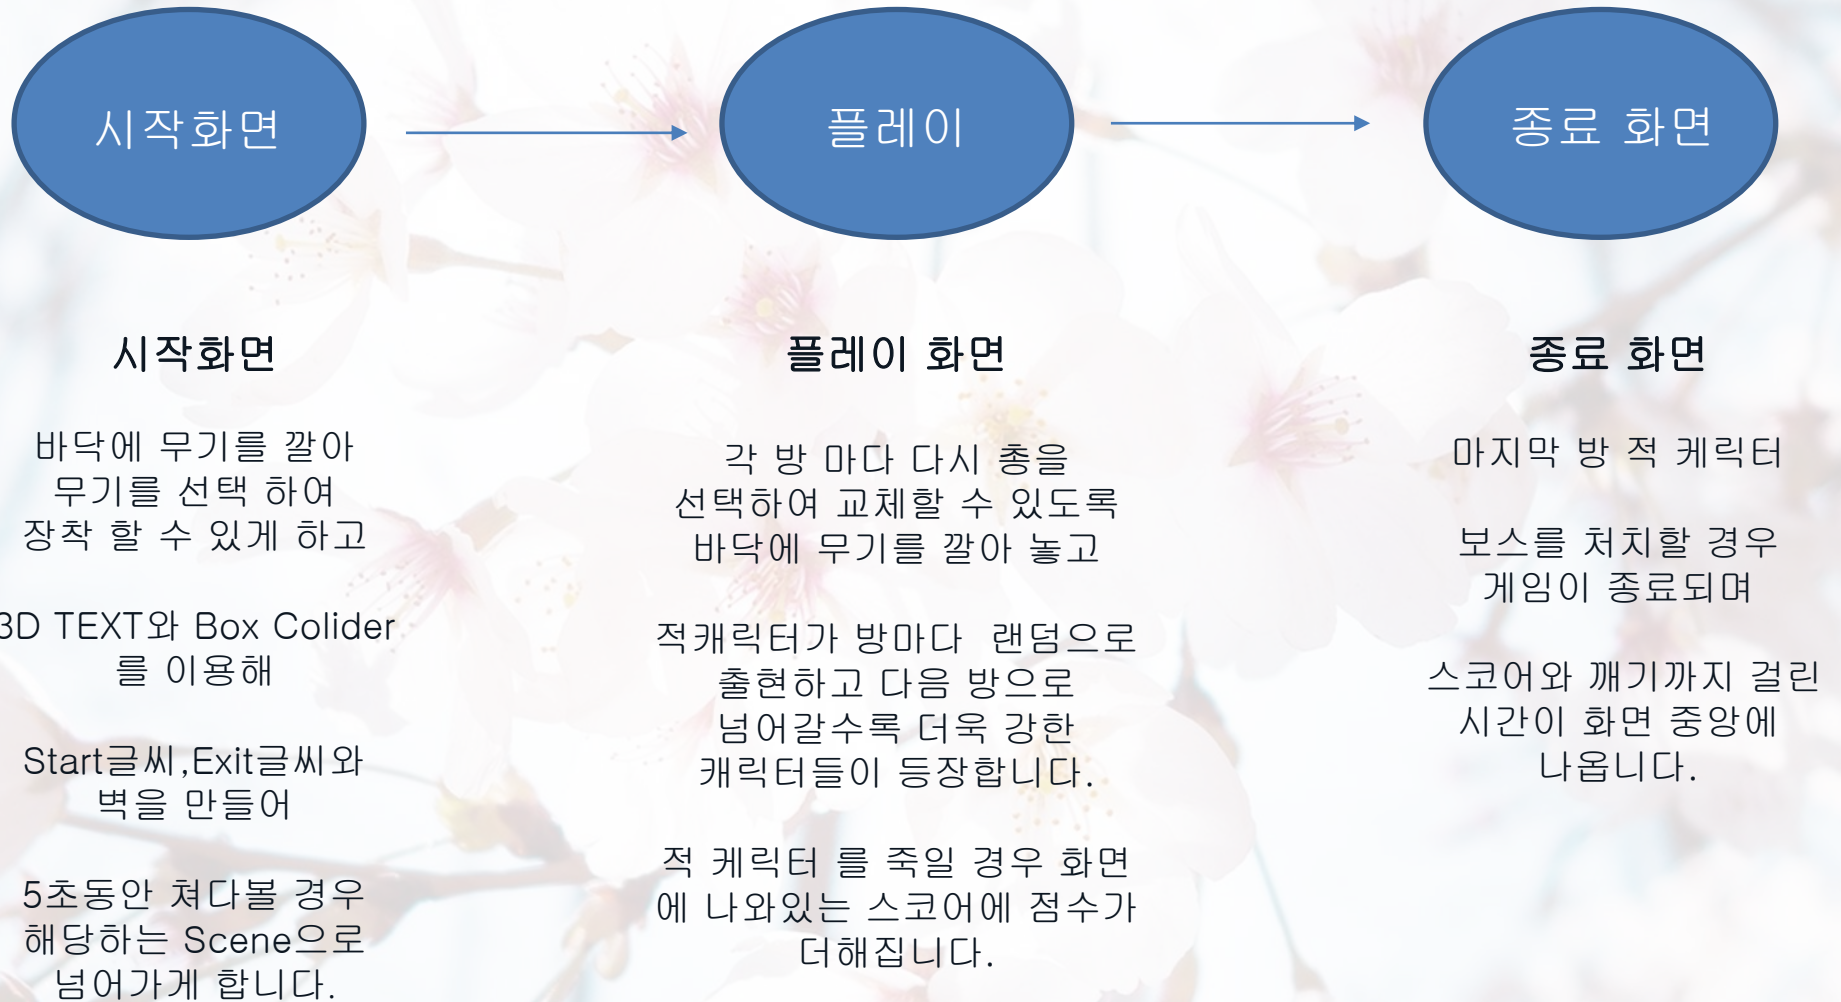 시작화면
플레이
종료 화면
시작화면
바닥에 무기를 깔아
무기를 선택 하여
장착 할 수 있게 하고
3D TEXT와 Box Colider
를 이용해
Start글씨,Exit글씨와
벽을 만들어
5초동안 쳐다볼 경우
해당하는 Scene으로
넘어가게 합니다.
플레이 화면
각 방 마다 다시 총을
선택하여 교체할 수 있도록
바닥에 무기를 깔아 놓고
적캐릭터가 방마다 랜덤으로
출현하고 다음 방으로
넘어갈수록 더욱 강한
캐릭터들이 등장합니다.
적 케릭터 를 죽일 경우 화면
에 나와있는 스코어에 점수가
더해집니다.
종료 화면
마지막 방 적 케릭터
보스를 처치할 경우
게임이 종료되며
스코어와 깨기까지 걸린
시간이 화면 중앙에
나옵니다.